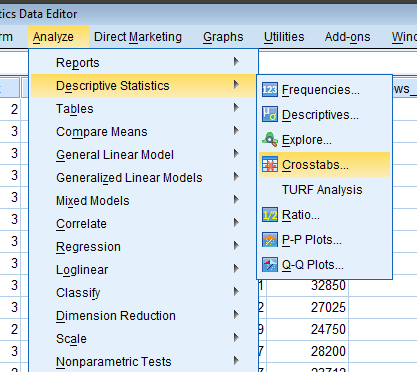 tics Data Editor
rm Analyze Direct Marketing Graphs Utilities Add-ons Wind
Reports
Descriptive Statistics
Tables
Compare Means
General Linear Model
Generalized Linear Models
Mixed Models
Correlate
Regression
Loglinear
Classify
Dimension Reduction
Scale
Nonparametric Tests
Frequencies...
Descriptives...
Explore...
Crosstabs...
TURF Analysis
Ratio...
P-P Plots...
Q-Q Plots...
ws_
2
3
3
3
3
3
3
3
3
3
3 1 32850
2 27025
2 9 24750
3 7 28200